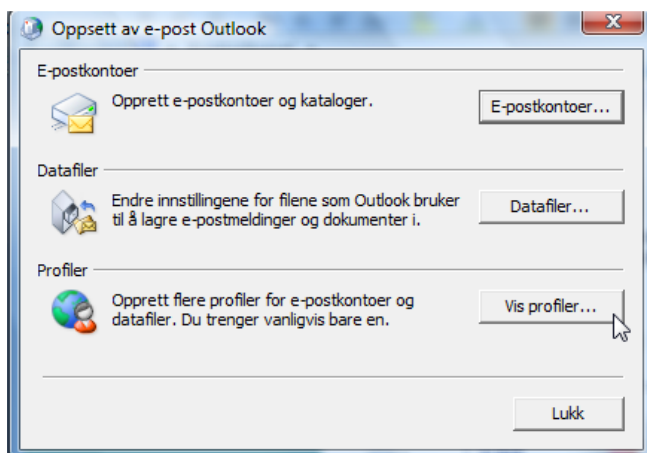 Oppsett av e-post Outlook
E-postkontoer
Opprett e-postkontoer og kataloger.
E-postkontoer...
Datafiler
Endre innstillingene for filene som Outlook bruker
til å lagre e-postmeldinger og dokumenter i.
Datafiler...
Profiler
Opprett flere profiler for e-postkontoer og
datafiler. Du trenger vanligvis bare en.
Vis profiler...
Lukk